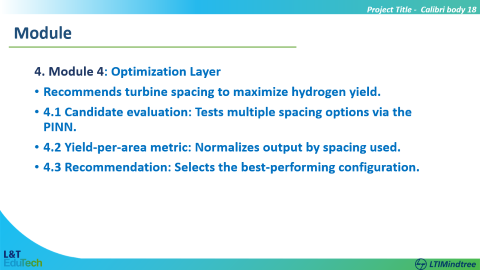 Project Title - Calibri body 18
Module
4. Module 4: Optimization Layer
• Recommends turbine spacing to maximize hydrogen yield.
• 4.1 Candidate evaluation: Tests multiple spacing options via the
PINN.
• 4.2 Yield-per-area metric: Normalizes output by spacing used.
• 4.3 Recommendation: Selects the best-performing configuration.
L&T
EduTech
LTIMindtree